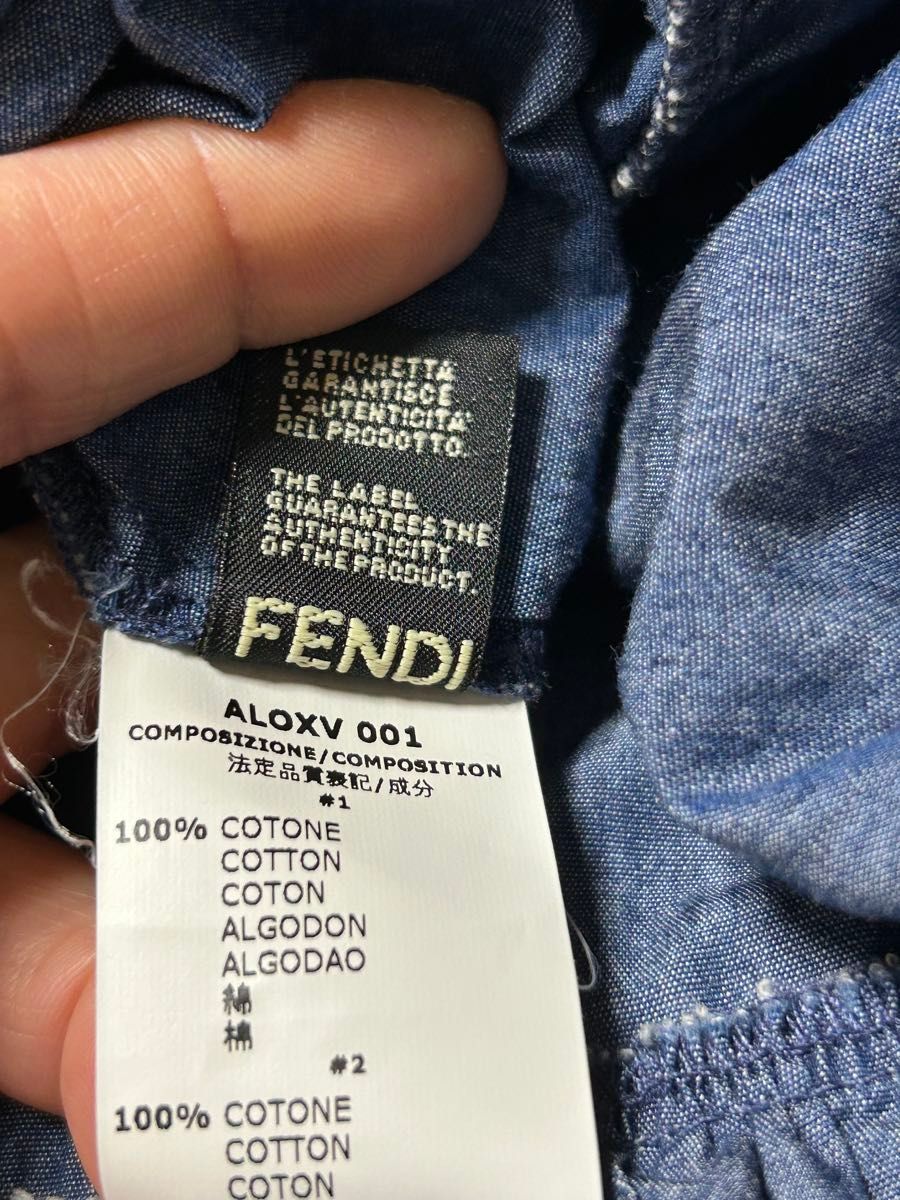 L'ETICHETTA
GARANTISCE
L'AUTENTICITA'
DEL PRODOTTO.
THE LABEL
GUARANTEES THE
AUTHENTICITY
OF THE PRODUCT.
FENDI
ALOXV 001
COMPOSIZIONE/COMPOSITION
法定品質表記/成分
#1
100% COTONE
COTTON
COTON
ALGODON
ALGODAO
綿
棉
#2
100% COTONE
COTTON
COTON